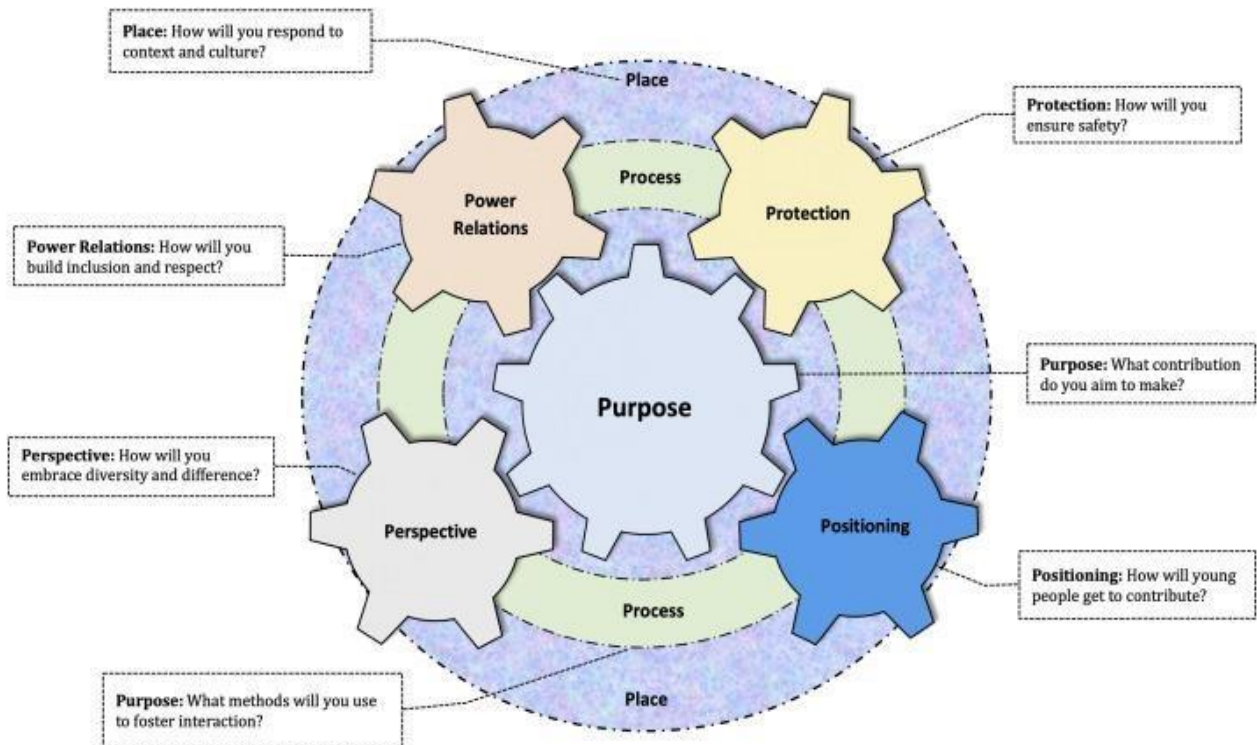 Place: How will you respond to
context and culture?
Place
Protection: How will you
ensure safety?
Process
Power
Relations
Protection
Power Relations: How will you
build inclusion and respect?
Purpose: What contribution
do you aim to make?
Purpose
Perspective: How will you
embrace diversity and difference?
Perspective
Positioning
Positioning: How will young
people get to contribute?
Process
Purpose: What methods will you use
to foster interaction?
Place